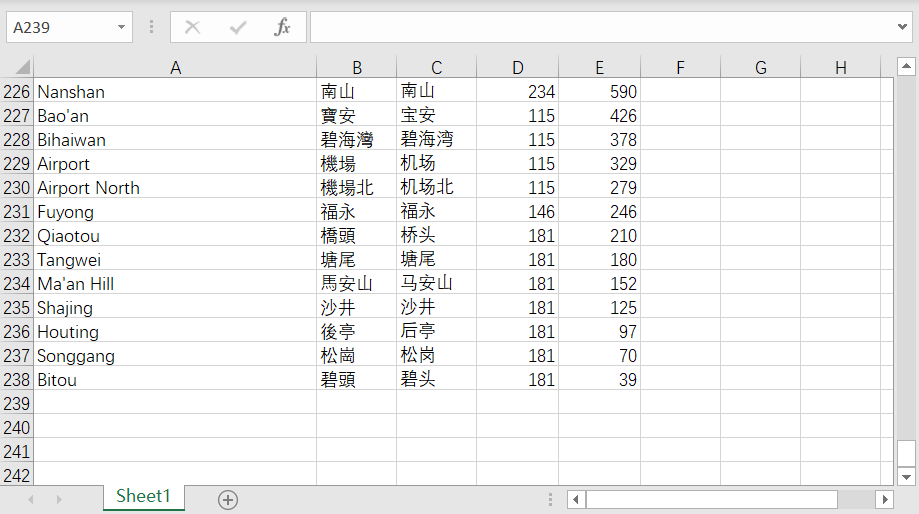 A239 fx
A B C D E F G H
226 Nanshan 南山 南山 234 590
227 Bao'an 寶安 宝安 115 426
228 Bihaiwan 碧海灣 碧海湾 115 378
229 Airport 機場 机场 115 329
230 Airport North 機場北 机场北 115 279
231 Fuyong 福永 福永 146 246
232 Qiaotou 橋頭 桥头 181 210
233 Tangwei 塘尾 塘尾 181 180
234 Ma'an Hill 馬安山 马安山 181 152
235 Shajing 沙井 沙井 181 125
236 Houting 後亭 后亭 181 97
237 Songgang 松崗 松岗 181 70
238 Bitou 碧頭 碧头 181 39
239
240
241
242
Sheet1